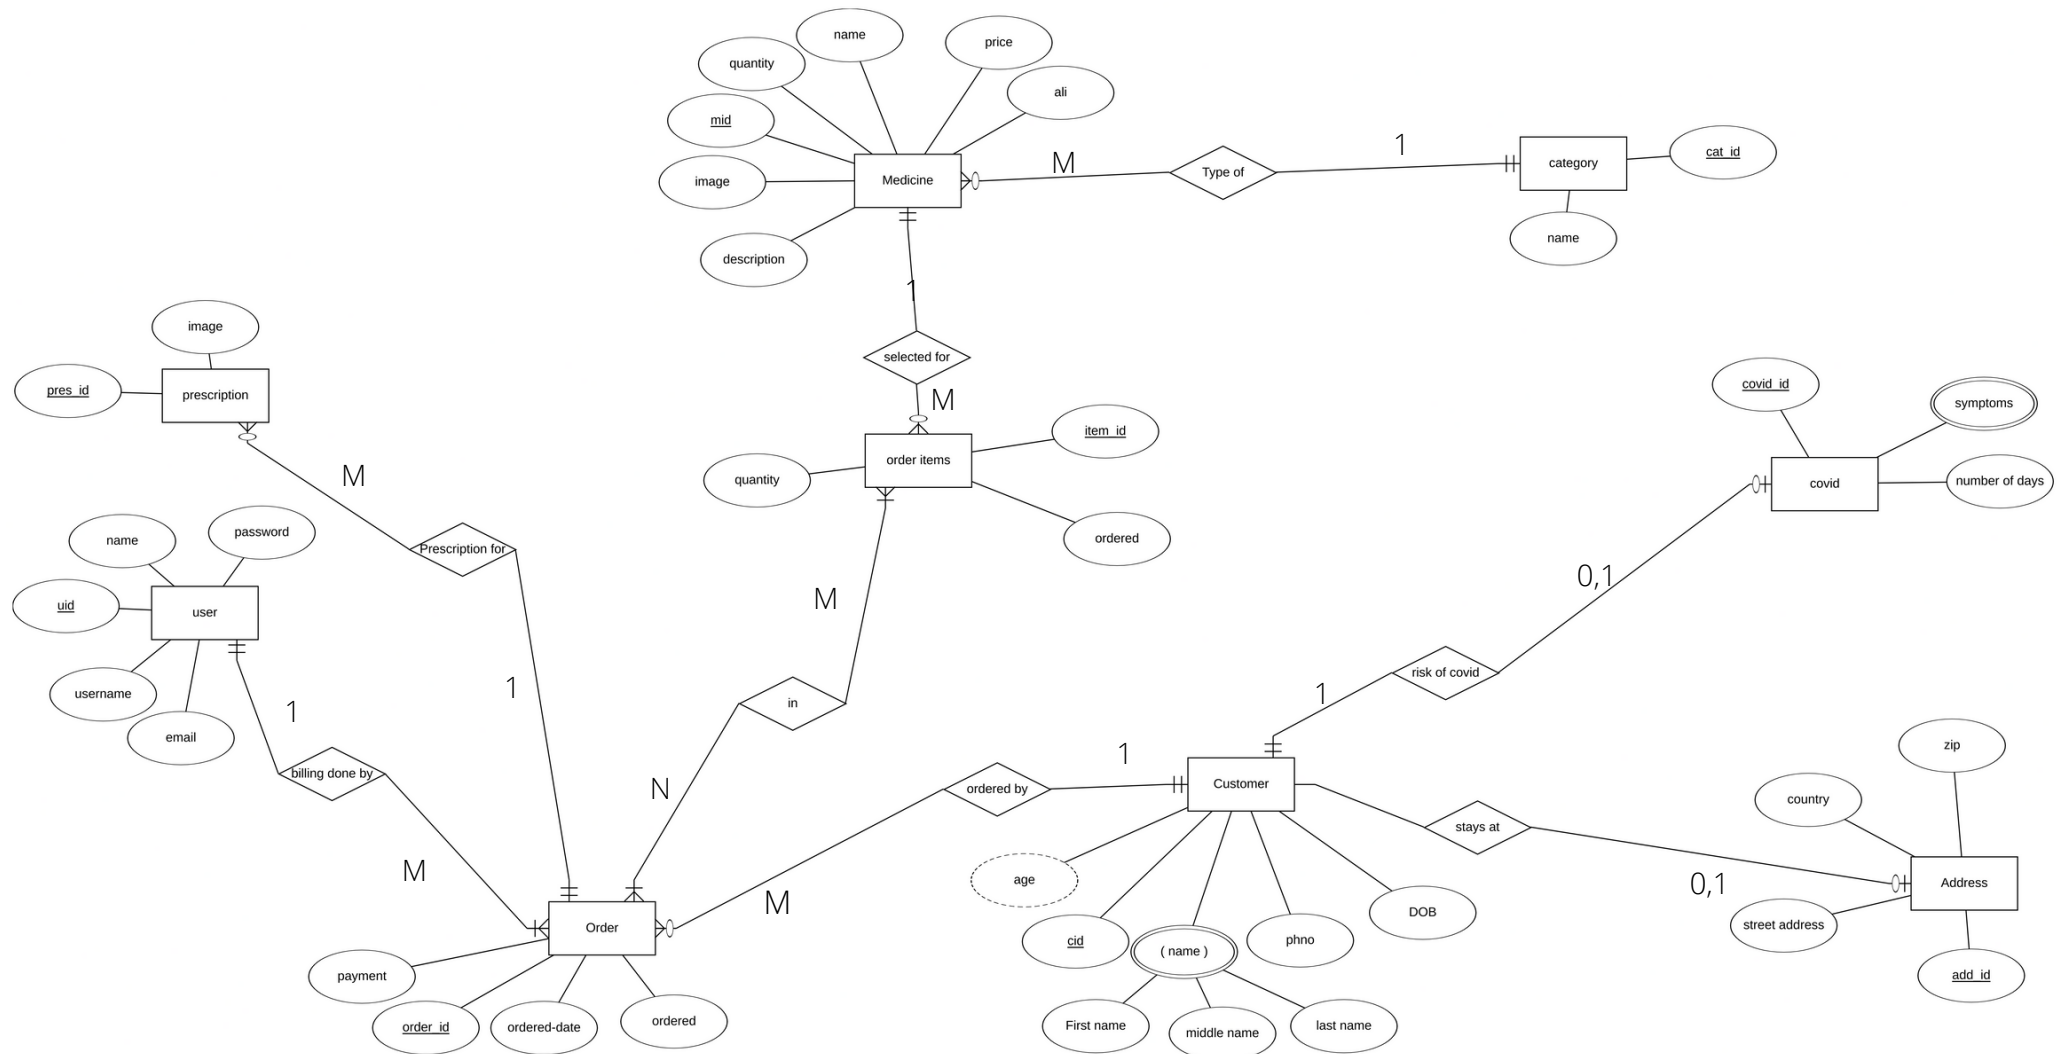 name
price
quantity
ali
mid
M
1
Type of
category
cat_id
image
Medicine
name
description
1
image
selected for
prescription
pres_id
M
covid_id
symptoms
item_id
order items
quantity
M
covid
number of days
ordered
name
password
Prescription for
0,1
uid
user
M
risk of covid
username
1
1
in
1
email
zip
billing done by
N
1
ordered by
Customer
country
stays at
M
M
age
0,1
Address
Order
cid
( name )
phno
DOB
street address
payment
add_id
order_id
ordered-date
ordered
First name
middle name
last name